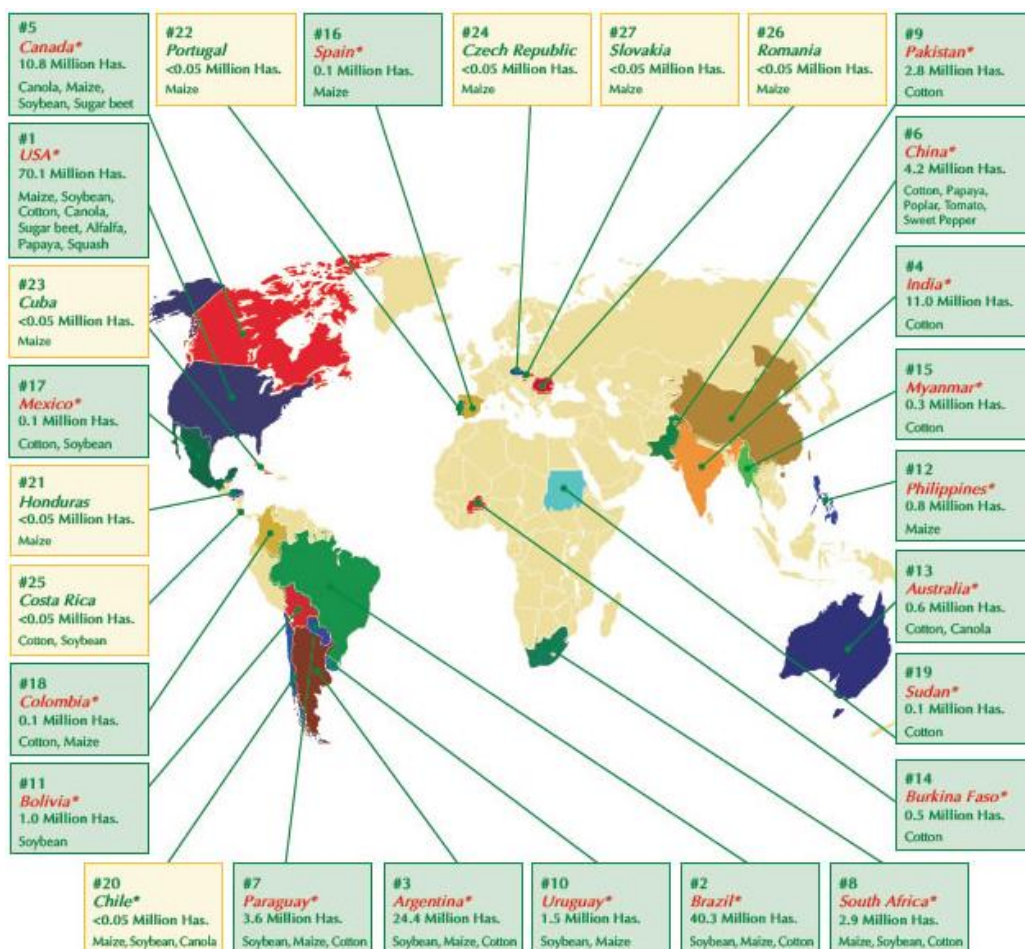 #5
Canada*
10.8 Million Has.
Canola, Maize,
Soybean, Sugar beet
#22
Portugal
<0.05 Million Has.
Maize
#16
Spain*
0.1 Million Has.
Maize
#24
Czech Republic
<0.05 Million Has.
Maize
#27
Slovakia
<0.05 Million Has.
Maize
#26
Romania
<0.05 Million Has.
Maize
#9
Pakistan*
2.8 Million Has.
Cotton
#1
USA*
70.1 Million Has.
Maize, Soybean,
Cotton, Canola,
Sugar beet, Alfalfa,
Papaya, Squash
#6
China*
4.2 Million Has.
Cotton, Papaya,
Poplar, Tomato,
Sweet Pepper
#23
Cuba
<0.05 Million Has.
Maize
#4
India*
11.0 Million Has.
Cotton
#17
Mexico*
0.1 Million Has.
Cotton, Soybean
#15
Myanmar*
0.3 Million Has.
Cotton
#21
Honduras
<0.05 Million Has.
Maize
#12
Philippines*
0.8 Million Has.
Maize
#25
Costa Rica
<0.05 Million Has.
Cotton, Soybean
#13
Australia*
0.6 Million Has.
Cotton, Canola
#18
Colombia*
0.1 Million Has.
Cotton, Maize
#19
Sudan*
0.1 Million Has.
Cotton
#11
Bolivia*
1.0 Million Has.
Soybean
#14
Burkina Faso*
0.5 Million Has.
Cotton
#20
Chile*
<0.05 Million Has.
Maize, Soybean, Canola
#7
Paraguay*
3.6 Million Has.
Soybean, Maize, Cotton
#3
Argentina*
24.4 Million Has.
Soybean, Maize, Cotton
#10
Uruguay*
1.5 Million Has.
Soybean, Maize
#2
Brazil*
40.3 Million Has.
Soybean, Maize, Cotton
#8
South Africa*
2.9 Million Has.
Maize, Soybean, Cotton